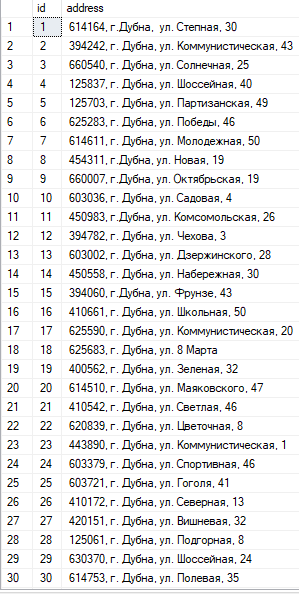 id address
1 1 614164, г.Дубна,  ул. Степная, 30
2 2 394242, г. Дубна, ул. Коммунистическая, 43
3 3 660540, г. Дубна, ул. Солнечная, 25
4 4 125837, г. Дубна, ул. Шоссейная, 40
5 5 125703, г. Дубна, ул. Партизанская, 49
6 6 625283, г. Дубна, ул. Победы, 46
7 7 614611, г. Дубна, ул. Молодежная, 50
8 8 454311, г.Дубна, ул. Новая, 19
9 9 660007, г.Дубна, ул. Октябрьская, 19
10 10 603036, г. Дубна, ул. Садовая, 4
11 11 450983, г. Дубна, ул. Комсомольская, 26
12 12 394782, г. Дубна, ул. Чехова, 3
13 13 603002, г. Дубна, ул. Дзержинского, 28
14 14 450558, г. Дубна, ул. Набережная, 30
15 15 394060, г.Дубна, ул. Фрунзе, 43
16 16 410661, г. Дубна, ул. Школьная, 50
17 17 625590, г. Дубна, ул. Коммунистическая, 20
18 18 625683, г. Дубна, ул. 8 Марта
19 19 400562, г. Дубна, ул. Зеленая, 32
20 20 614510, г. Дубна, ул. Маяковского, 47
21 21 410542, г. Дубна, ул. Светлая, 46
22 22 620839, г. Дубна, ул. Цветочная, 8
23 23 443890, г. Дубна, ул. Коммунистическая, 1
24 24 603379, г. Дубна, ул. Спортивная, 46
25 25 603721, г. Дубна, ул. Гоголя, 41
26 26 410172, г. Дубна, ул. Северная, 13
27 27 420151, г. Дубна, ул. Вишневая, 32
28 28 125061, г. Дубна, ул. Подгорная, 8
29 29 630370, г. Дубна, ул. Шоссейная, 24
30 30 614753, г. Дубна, ул. Полевая, 35